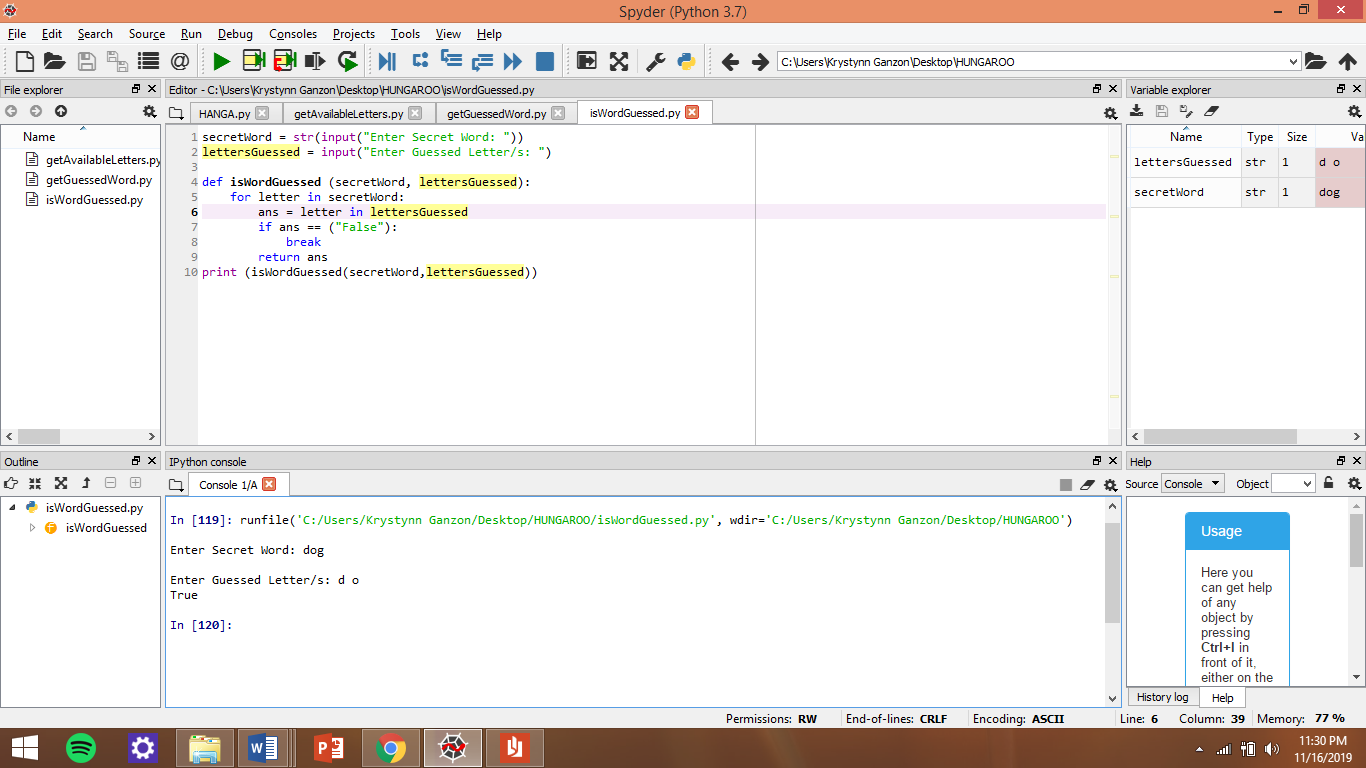 Spyder (Python 3.7)
File Edit Search Source Run Debug Consoles Projects Tools View Help
C:\Users\Krystynn Ganzon\Desktop\HUNGAROO
File explorer
Name
getAvailableLetters.py
getGuessedWord.py
isWordGuessed.py
Editor - C:\Users\Krystynn Ganzon\Desktop\HUNGAROO\isWordGuessed.py
HANGA.py getAvailableLetters.py getGuessedWord.py isWordGuessed.py
1 secretWord = str(input("Enter Secret Word: "))
2 lettersGuessed = input("Enter Guessed Letter/s: ")
3
4 def isWordGuessed (secretWord, lettersGuessed):
5     for letter in secretWord:
6         ans = letter in lettersGuessed
7         if ans == ("False"):
8             break
9         return ans
10 print (isWordGuessed(secretWord,lettersGuessed))
Variable explorer
Name Type Size Va
lettersGuessed str 1 d o
secretWord str 1 dog
Outline
isWordGuessed.py
isWordGuessed
IPython console
Console 1/A
In [119]: runfile('C:/Users/Krystynn Ganzon/Desktop/HUNGAROO/isWordGuessed.py', wdir='C:/Users/Krystynn Ganzon/Desktop/HUNGAROO')
Enter Secret Word: dog
Enter Guessed Letter/s: d o
True
In [120]:
Help
Source Console Object
Usage
Here you
can get help
of any
object by
pressing
Ctrl+I in
front of it,
either on the
History log Help
Permissions: RW End-of-lines: CRLF Encoding: ASCII Line: 6 Column: 39 Memory: 77 %
11:30 PM
11/16/2019